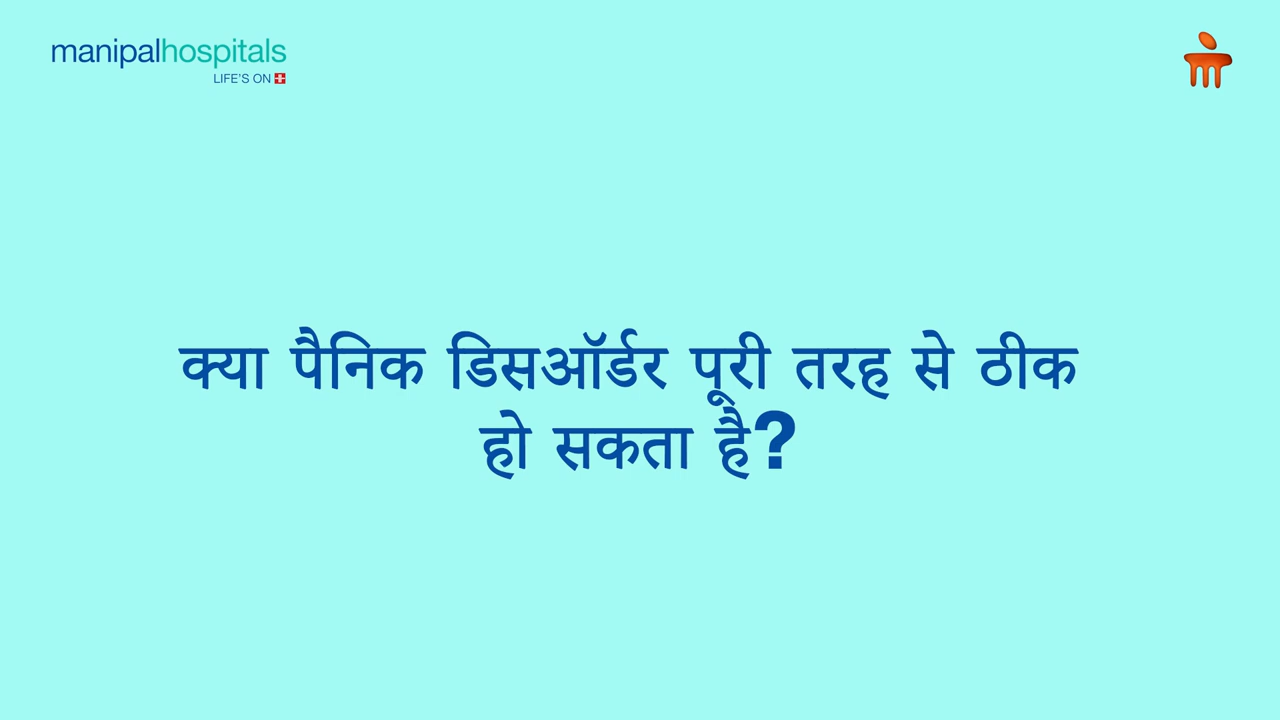 manipalhospitals
LIFE'S ON
क्या पैनिक डिसऑर्डर पूरी तरह से ठीक
हो सकता है?